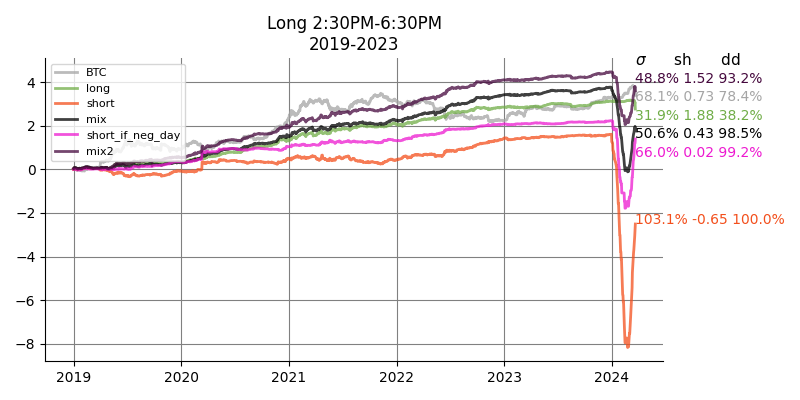 Long 2:30PM-6:30PM
2019-2023
σ sh dd
BTC
long
short
mix
short_if_neg_day
mix2
48.8% 1.52 93.2%
68.1% 0.73 78.4%
31.9% 1.88 38.2%
50.6% 0.43 98.5%
66.0% 0.02 99.2%
103.1% -0.65 100.0%
4
2
0
−2
−4
−6
−8
2019 2020 2021 2022 2023 2024